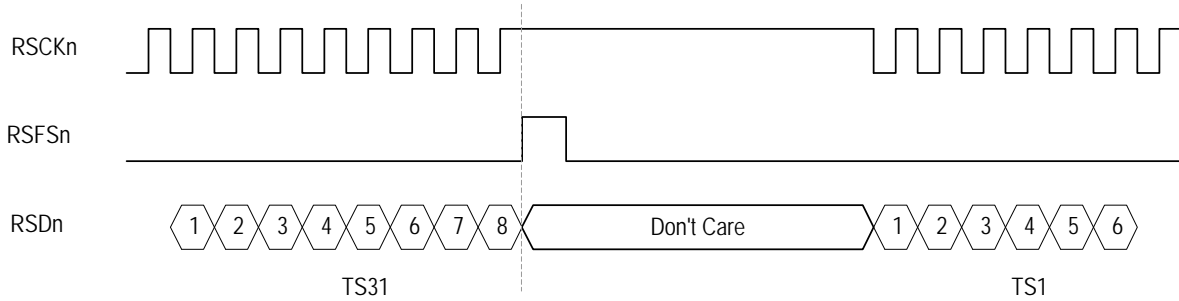 RSCKn
RSFSn
RSDn 1 2 3 4 5 6 7 8 Don't Care 1 2 3 4 5 6
TS31 TS1